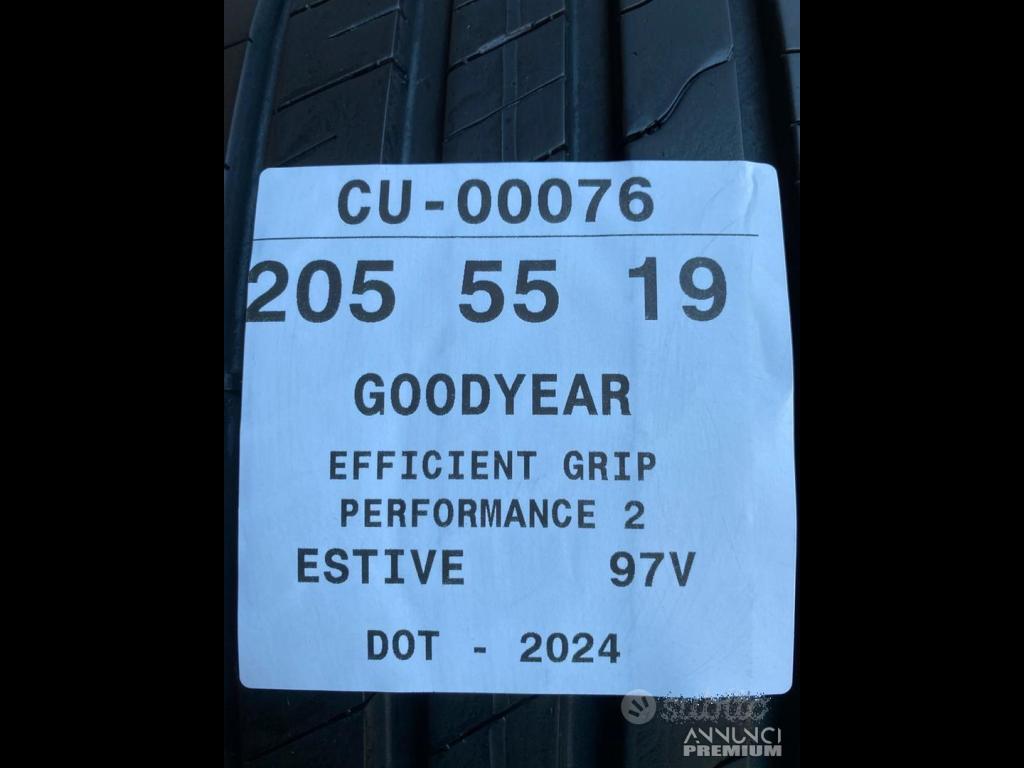 CU-00076
205 55 19
GOODYEAR
EFFICIENT GRIP
PERFORMANCE 2
ESTIVE 97V
DOT - 2024
subito
ANNUNCI
PREMIUM